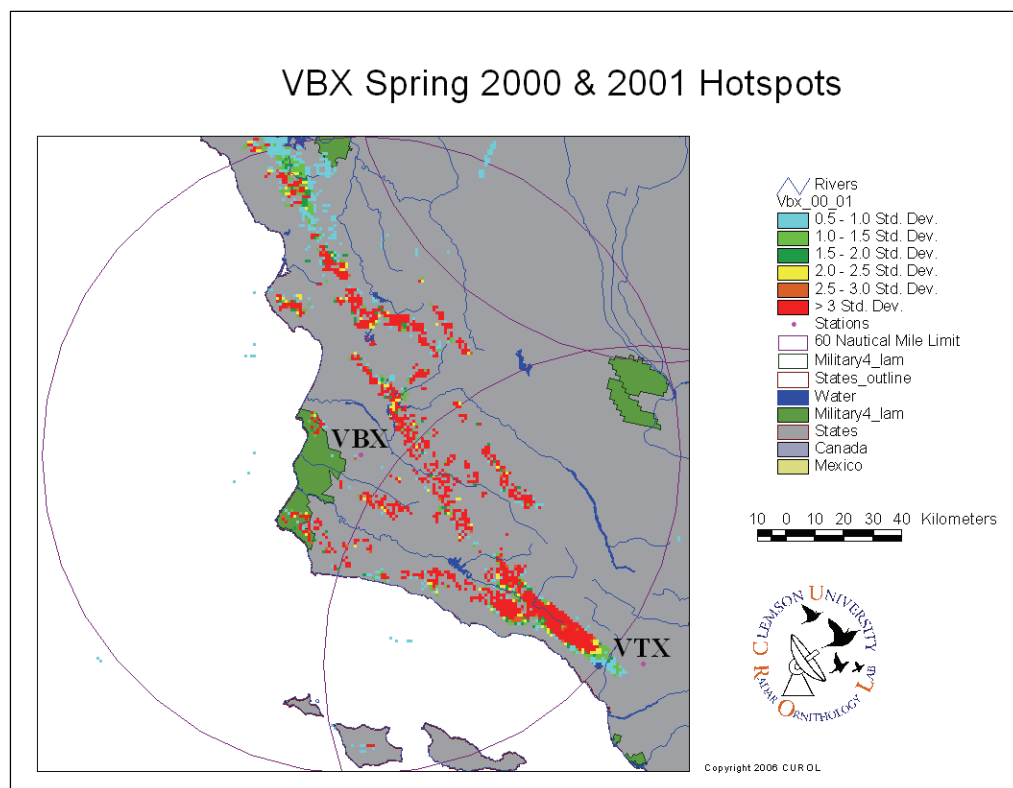 VBX Spring 2000 & 2001 Hotspots
VBX
VTX
Rivers
Vbx_00_01
0.5 - 1.0 Std. Dev.
1.0 - 1.5 Std. Dev.
1.5 - 2.0 Std. Dev.
2.0 - 2.5 Std. Dev.
2.5 - 3.0 Std. Dev.
> 3 Std. Dev.
Stations
60 Nautical Mile Limit
Military4_lam
States_outline
Water
Military4_lam
States
Canada
Mexico
10 0 10 20 30 40 Kilometers
CLEMSON UNIVERSITY
RADAR ORNITHOLOGY LAB
Copyright 2006 CUROL